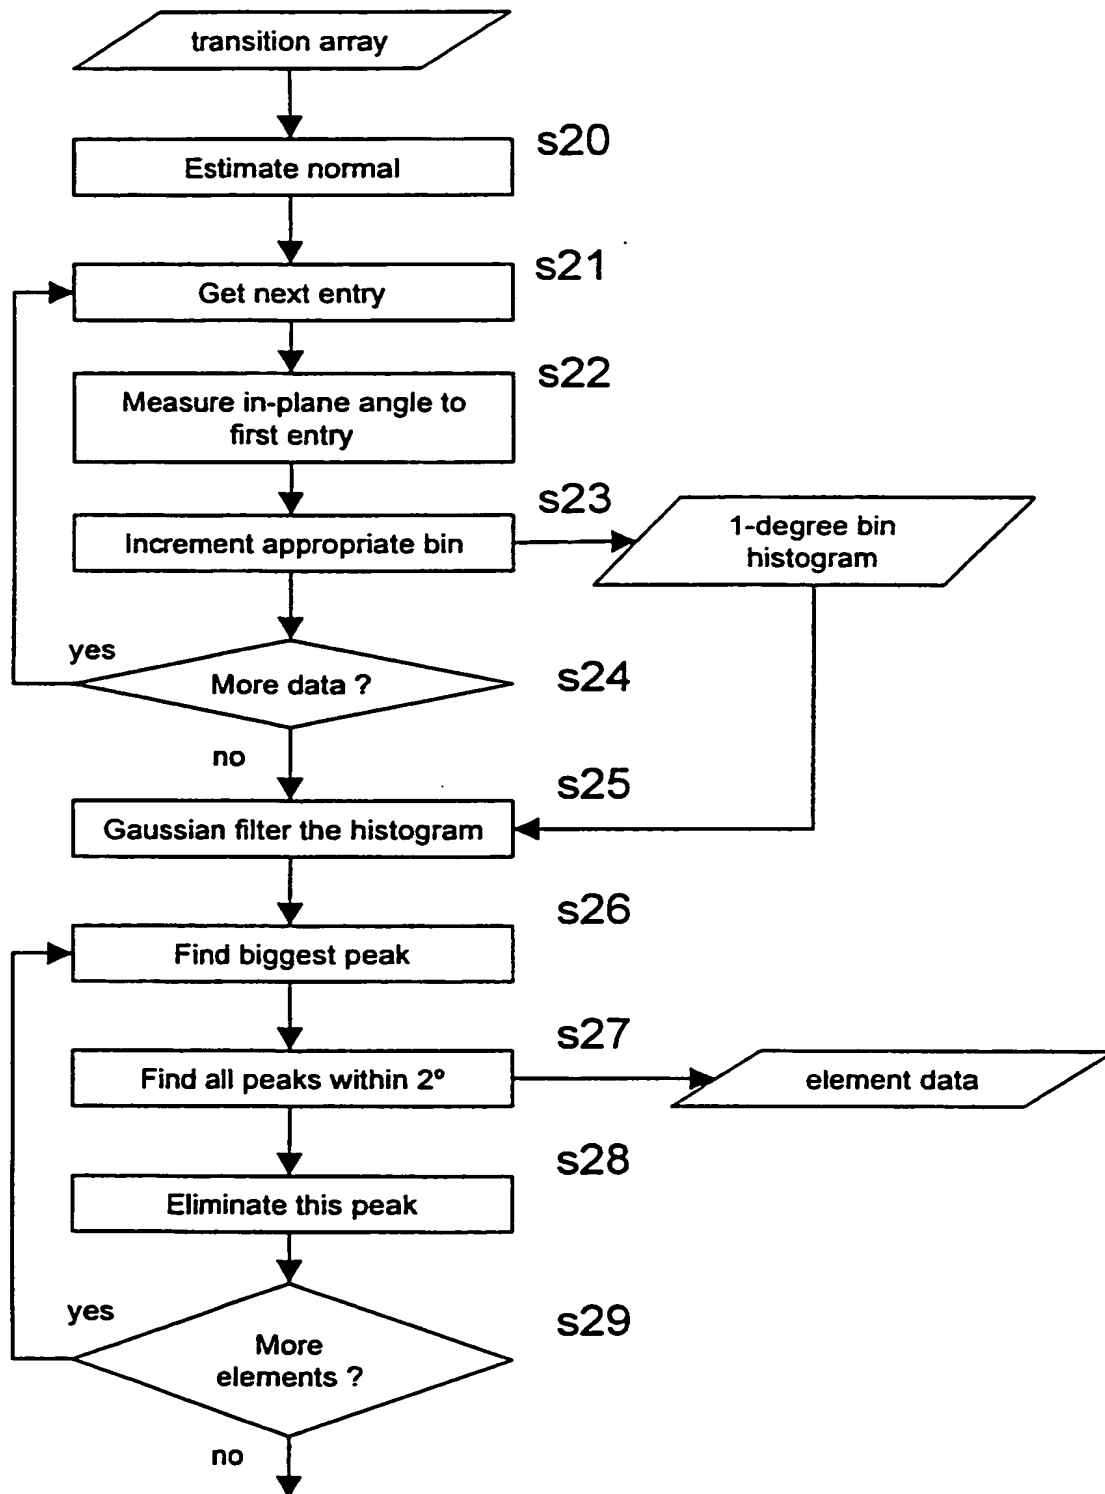 transition array
s20
Estimate normal
s21
Get next entry
s22
Measure in-plane angle to
first entry
s23
Increment appropriate bin
1-degree bin
histogram
yes
More data ?
s24
no
s25
Gaussian filter the histogram
s26
Find biggest peak
s27
Find all peaks within 2º
element data
s28
Eliminate this peak
yes
s29
More
elements ?
no